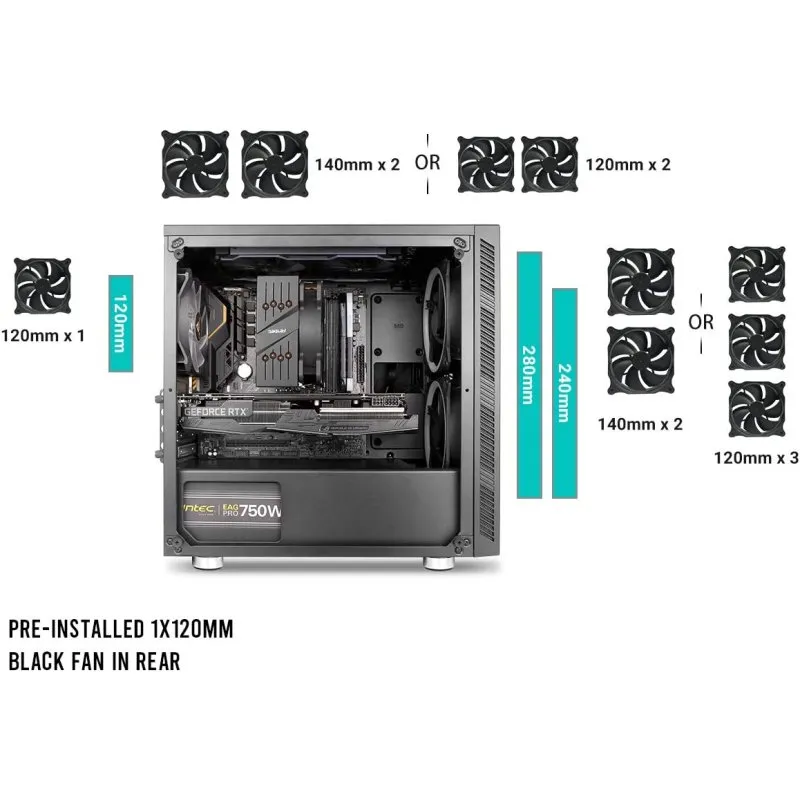 140mm x 2
OR
120mm x 2
120mm x 1
120mm
280mm
240mm
140mm x 2
OR
120mm x 3
GEFORCE RTX
EAG
PRO 750W
PRE-INSTALLED 1X120MM
BLACK FAN IN REAR